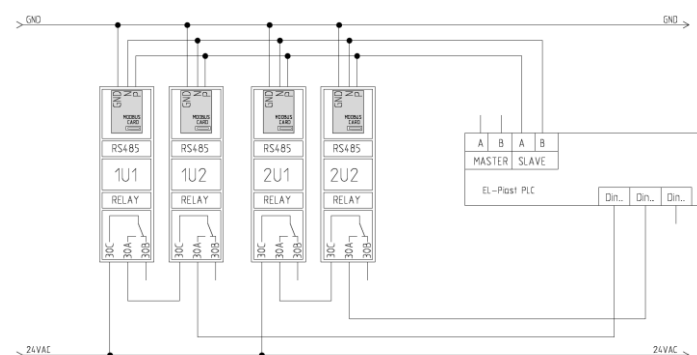 GND GND
GND N P GND N P GND N P GND N P
MODBUS CARD MODBUS CARD MODBUS CARD MODBUS CARD
RS485 RS485 RS485 RS485
1U1 1U2 2U1 2U2
RELAY RELAY RELAY RELAY
30C 30A 30B 30C 30A 30B 30C 30A 30B 30C 30A 30B
A B A B
MASTER SLAVE
EL-Piast PLC
Din.. Din.. Din..
24VAC 24VAC